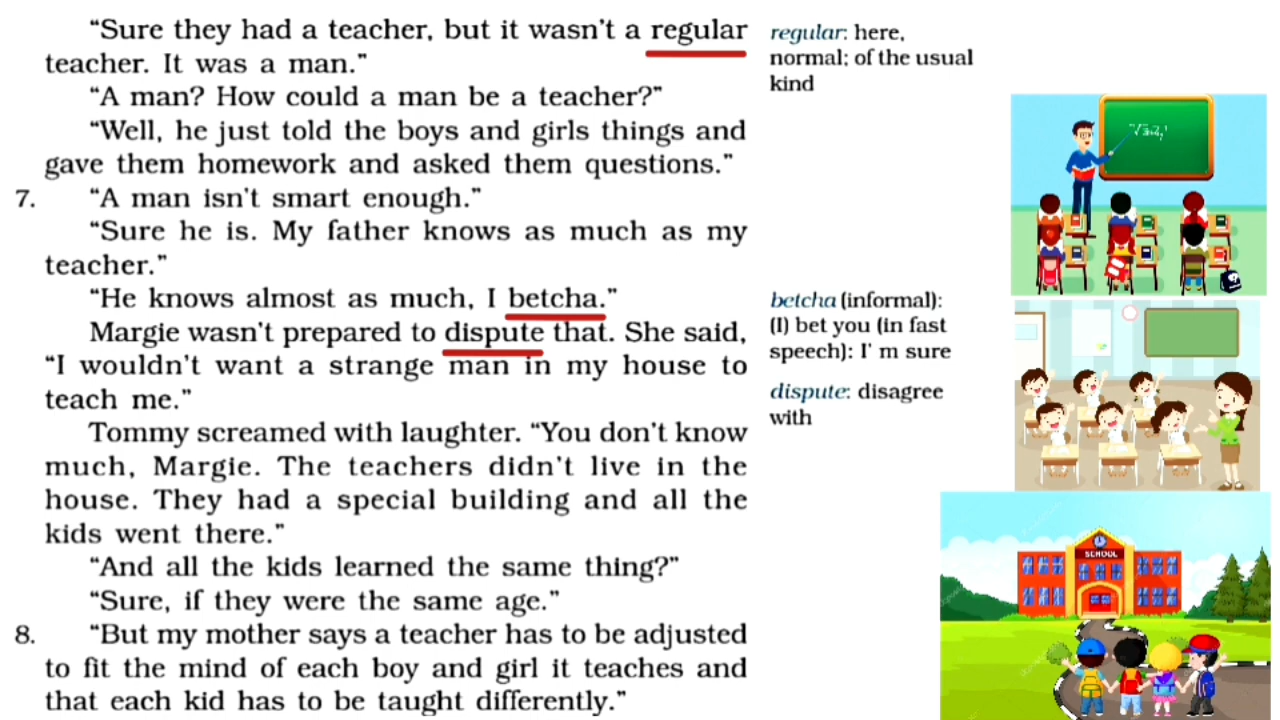 “Sure they had a teacher, but it wasn’t a regular
teacher. It was a man.”
“A man? How could a man be a teacher?”
“Well, he just told the boys and girls things and
gave them homework and asked them questions.”
7. “A man isn’t smart enough.”
“Sure he is. My father knows as much as my
teacher.”
“He knows almost as much, I betcha.”
Margie wasn’t prepared to dispute that. She said,
“I wouldn’t want a strange man in my house to
teach me.”
Tommy screamed with laughter. “You don’t know
much, Margie. The teachers didn’t live in the
house. They had a special building and all the
kids went there.”
“And all the kids learned the same thing?”
“Sure, if they were the same age.”
8. “But my mother says a teacher has to be adjusted
to fit the mind of each boy and girl it teaches and
that each kid has to be taught differently.”
regular: here,
normal; of the usual
kind
betcha (informal):
(I) bet you (in fast
speech): I’ m sure
dispute: disagree
with
SCHOOL